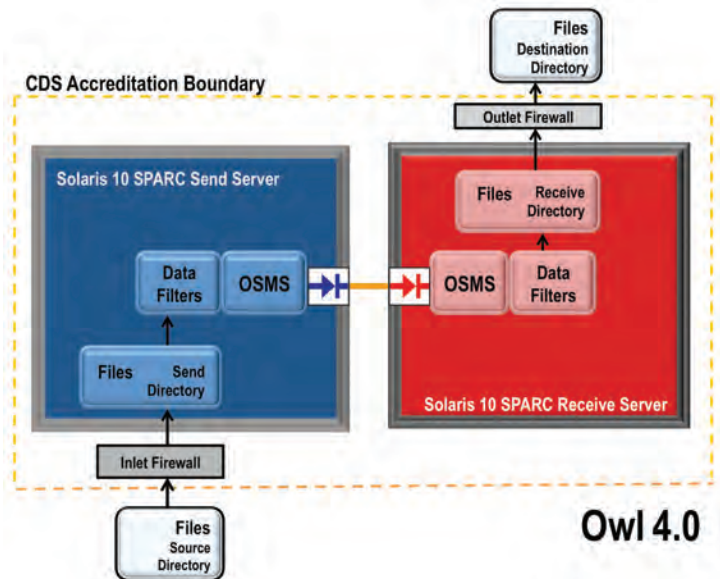 Files
Destination
Directory
CDS Accreditation Boundary
Outlet Firewall
Solaris 10 SPARC Send Server
Files
Receive
Directory
Data
Filters
OSMS
OSMS
Data
Filters
Files
Send
Directory
Solaris 10 SPARC Receive Server
Inlet Firewall
Files
Source
Directory
Owl 4.0